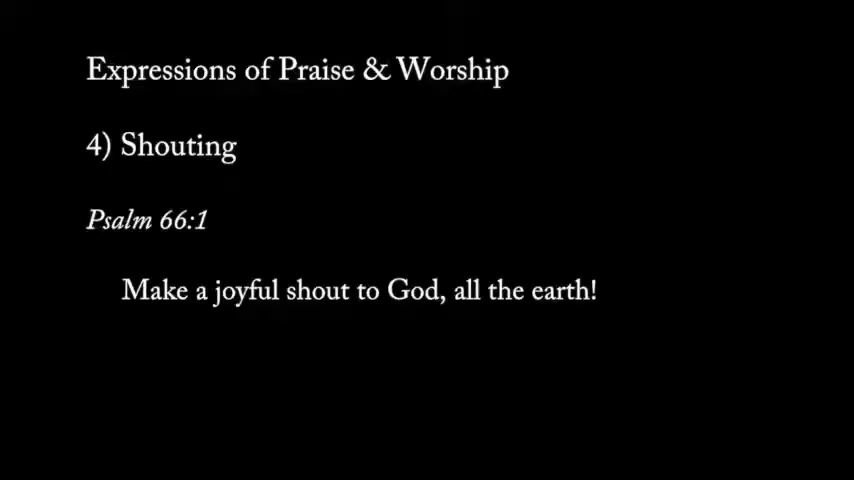 Expressions of Praise & Worship
4) Shouting
Psalm 66:1
Make a joyful shout to God, all the earth!